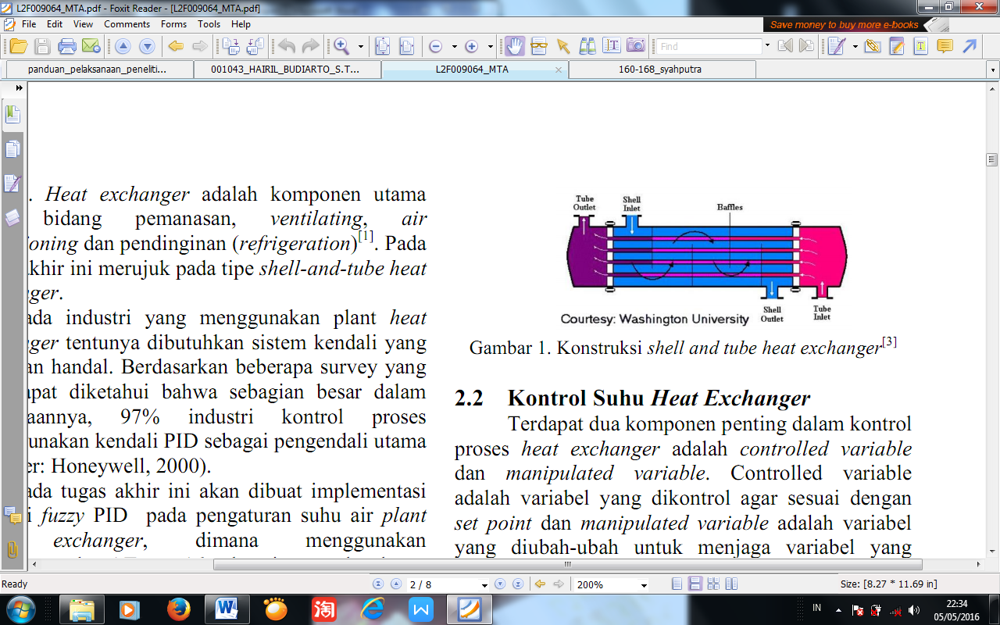 L2F009064_MTA.pdf - Foxit Reader - [L2F009064_MTA.pdf]
File Edit View Comments Forms Tools Help
Save money to buy more e-books
Find
panduan_pelaksanaan_peneliti... 001043_HAIRIL_BUDIARTO_S.T... L2F009064_MTA 160-168_syahputra
. Heat exchanger adalah komponen utama
bidang pemanasan, ventilating, air
oning dan pendinginan (refrigeration)[1]. Pada
khir ini merujuk pada tipe shell-and-tube heat
ger.
ada industri yang menggunakan plant heat
ger tentunya dibutuhkan sistem kendali yang
an handal. Berdasarkan beberapa survey yang
apat diketahui bahwa sebagian besar dalam
aannya, 97% industri kontrol proses
unakan kendali PID sebagai pengendali utama
er: Honeywell, 2000).
ada tugas akhir ini akan dibuat implementasi
i fuzzy PID pada pengaturan suhu air plant
exchanger, dimana menggunakan
Tube Outlet
Shell Inlet
Baffles
Shell Outlet
Tube Inlet
Courtesy: Washington University
Gambar 1. Konstruksi shell and tube heat exchanger[3]
2.2 Kontrol Suhu Heat Exchanger
Terdapat dua komponen penting dalam kontrol
proses heat exchanger adalah controlled variable
dan manipulated variable. Controlled variable
adalah variabel yang dikontrol agar sesuai dengan
set point dan manipulated variable adalah variabel
yang diubah-ubah untuk menjaga variabel yang
Ready 2 / 8 200% Size: [8.27 * 11.69 in]
淘
IN 22:34
05/05/2016